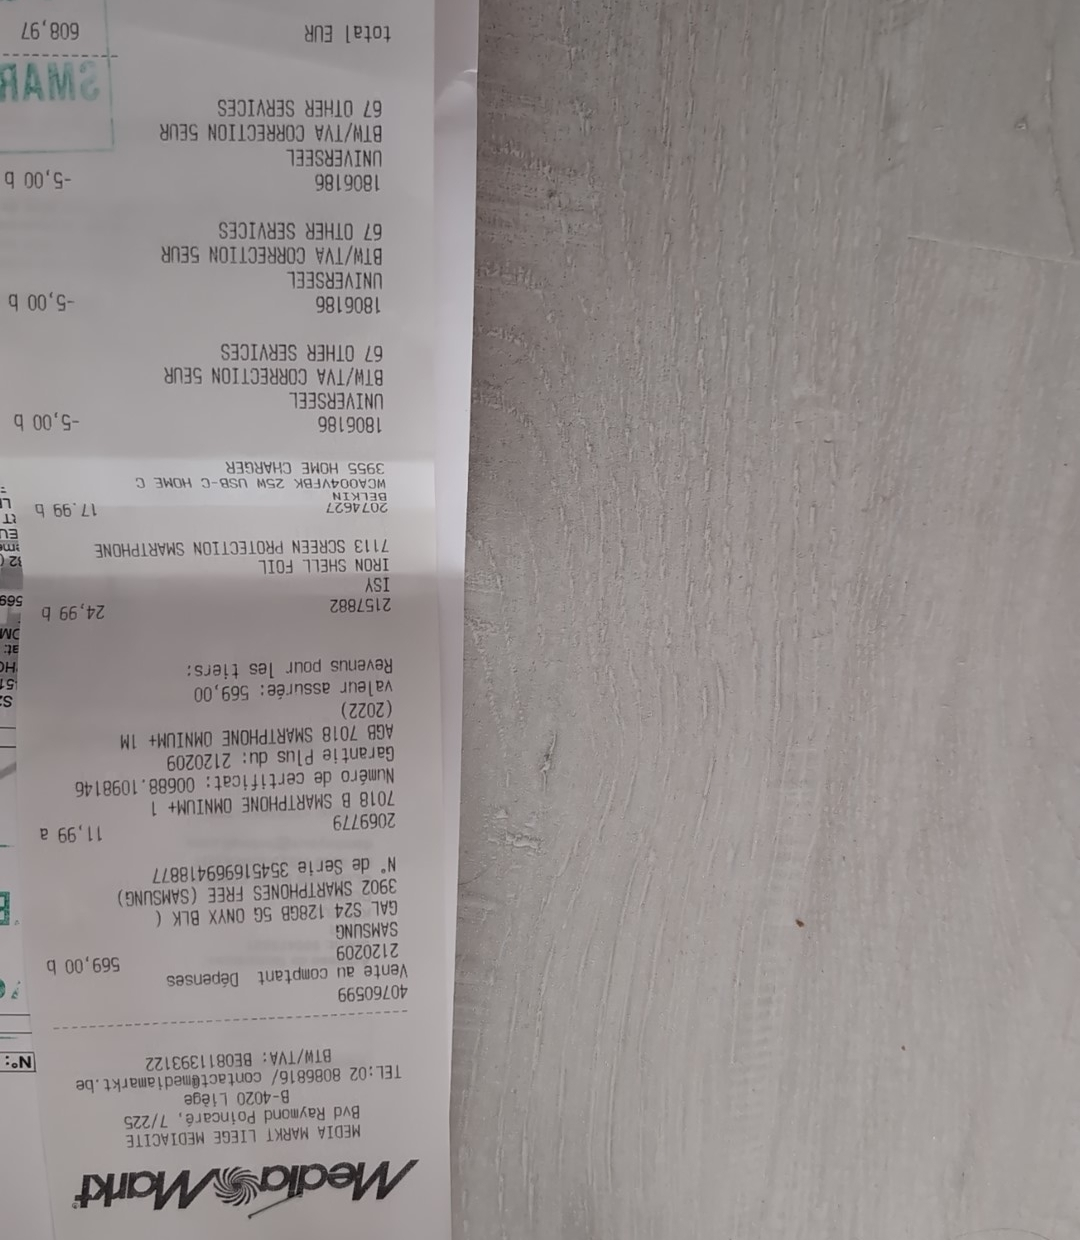 Media Markt
MEDIA MARKT LIEGE MEDIACITE
Bvd Raymond Poincaré, 7/225
B-4020 Liège
TEL:02 8086816/ contact@mediamarkt.be
BTW/TVA: BE0811393122
40760599
Vente au comptant Dépenses
2120209 569,00 b
SAMSUNG
GAL S24 128GB 5G ONYX BLK (
3902 SMARTPHONES FREE (SAMSUNG)
N° de Serie 354516969418877
2069779 11,99 a
7018 B SMARTPHONE OMNIUM+ 1
Numéro de certificat: 00688.1098146
Garantie Plus du: 2120209
AGB 7018 SMARTPHONE OMNIUM+ 1M
(2022)
valeur assurée: 569,00
Revenus pour les tiers:
2157882 24,99 b
ISY
IRON SHELL FOIL
7113 SCREEN PROTECTION SMARTPHONE
2074627 17.99 b
BELKIN
WCA004VFBK 25W USB-C HOME C
3955 HOME CHARGER
1806186 -5,00 b
UNIVERSEEL
BTW/TVA CORRECTION 5EUR
67 OTHER SERVICES
1806186 -5,00 b
UNIVERSEEL
BTW/TVA CORRECTION 5EUR
67 OTHER SERVICES
1806186 -5,00 b
UNIVERSEEL
BTW/TVA CORRECTION 5EUR
67 OTHER SERVICES
SMAR
total EUR 608,97
N°: